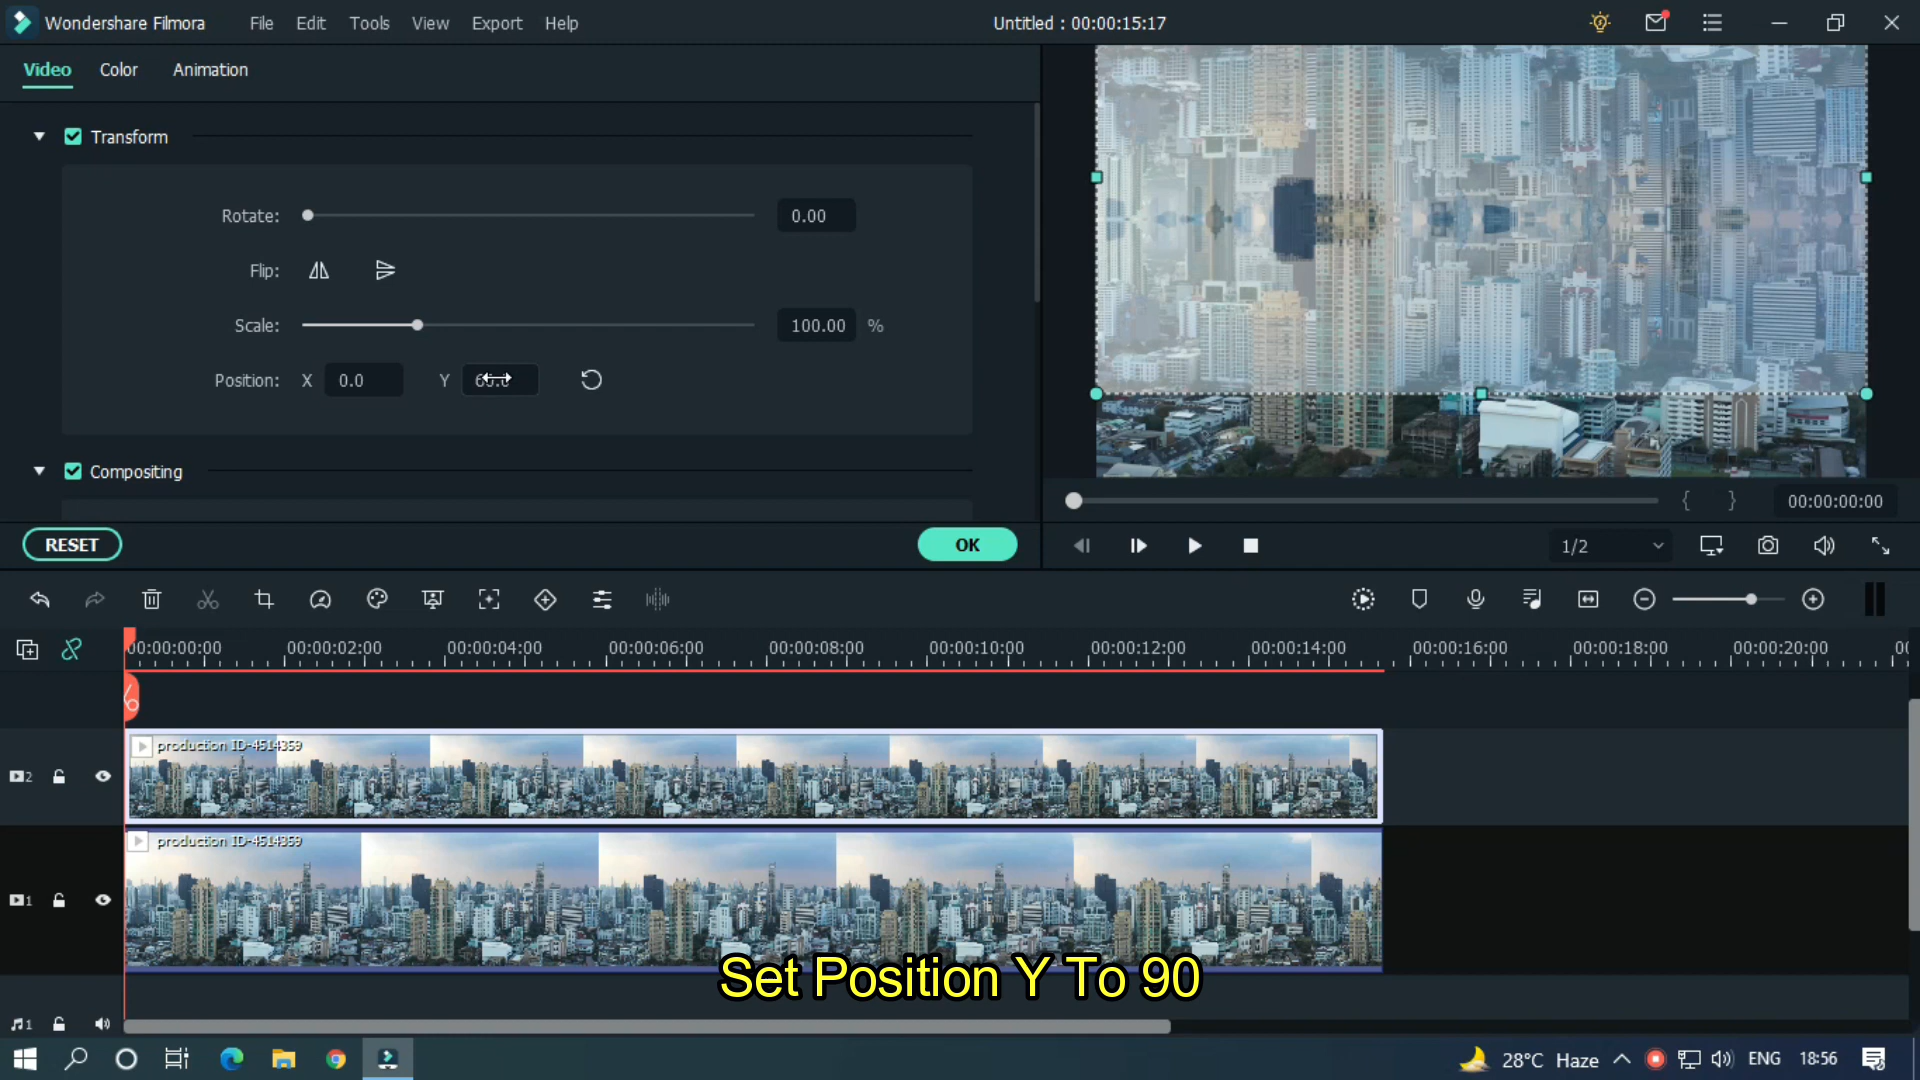 Wondershare Filmora File Edit Tools View Export Help Untitled : 00:00:15:17
Video Color Animation
Transform
Rotate: 0.00
Flip:
Scale: 100.00 %
Position: X 0.0 Y
Compositing
RESET OK
{ } 00:00:00:00
1/2
00:00:00:00 00:00:02:00 00:00:04:00 00:00:06:00 00:00:08:00 00:00:10:00 00:00:12:00 00:00:14:00 00:00:16:00 00:00:18:00 00:00:20:00
production ID-4514359
2
production ID-4514359
1
Set Position Y To 90
1
28°C Haze ENG 18:56